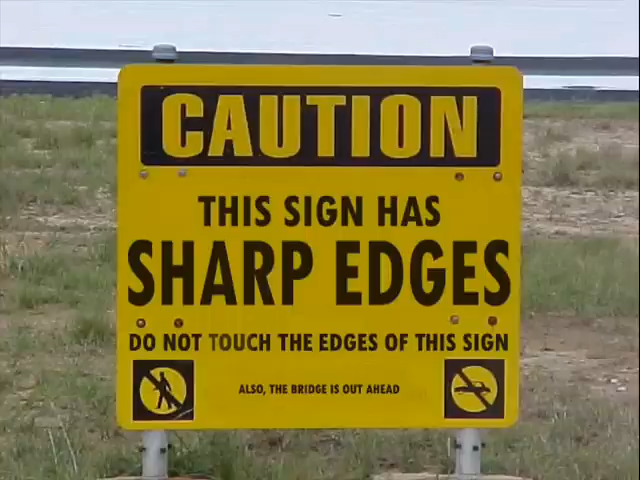 CAUTION
THIS SIGN HAS
SHARP EDGES
DO NOT TOUCH THE EDGES OF THIS SIGN
ALSO, THE BRIDGE IS OUT AHEAD